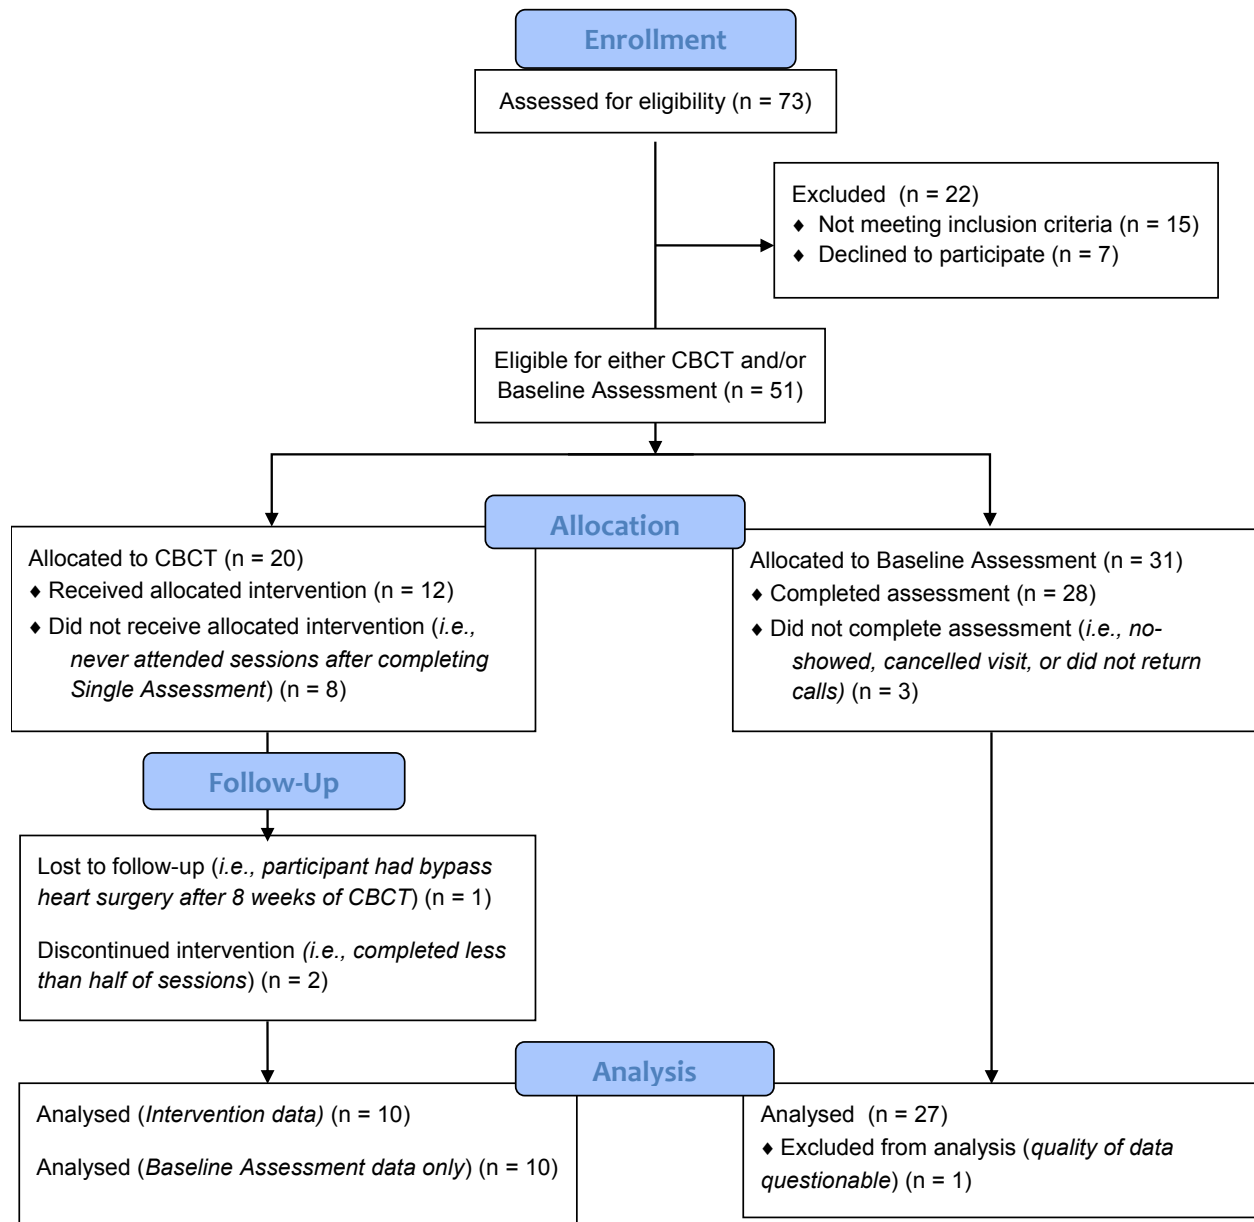 Enrollment
Assessed for eligibility (n = 73)
Excluded  (n = 22)
♦ Not meeting inclusion criteria (n = 15)
♦ Declined to participate (n = 7)
Eligible for either CBCT and/or
Baseline Assessment (n = 51)
Allocation
Allocated to CBCT (n = 20)
♦ Received allocated intervention (n = 12)
♦ Did not receive allocated intervention (i.e.,
never attended sessions after completing
Single Assessment) (n = 8)
Allocated to Baseline Assessment (n = 31)
♦ Completed assessment (n = 28)
♦ Did not complete assessment (i.e., no-
showed, cancelled visit, or did not return
calls) (n = 3)
Follow-Up
Lost to follow-up (i.e., participant had bypass
heart surgery after 8 weeks of CBCT) (n = 1)
Discontinued intervention (i.e., completed less
than half of sessions) (n = 2)
Analysis
Analysed (Intervention data) (n = 10)
Analysed (Baseline Assessment data only) (n = 10)
Analysed  (n = 27)
♦ Excluded from analysis (quality of data
questionable) (n = 1)